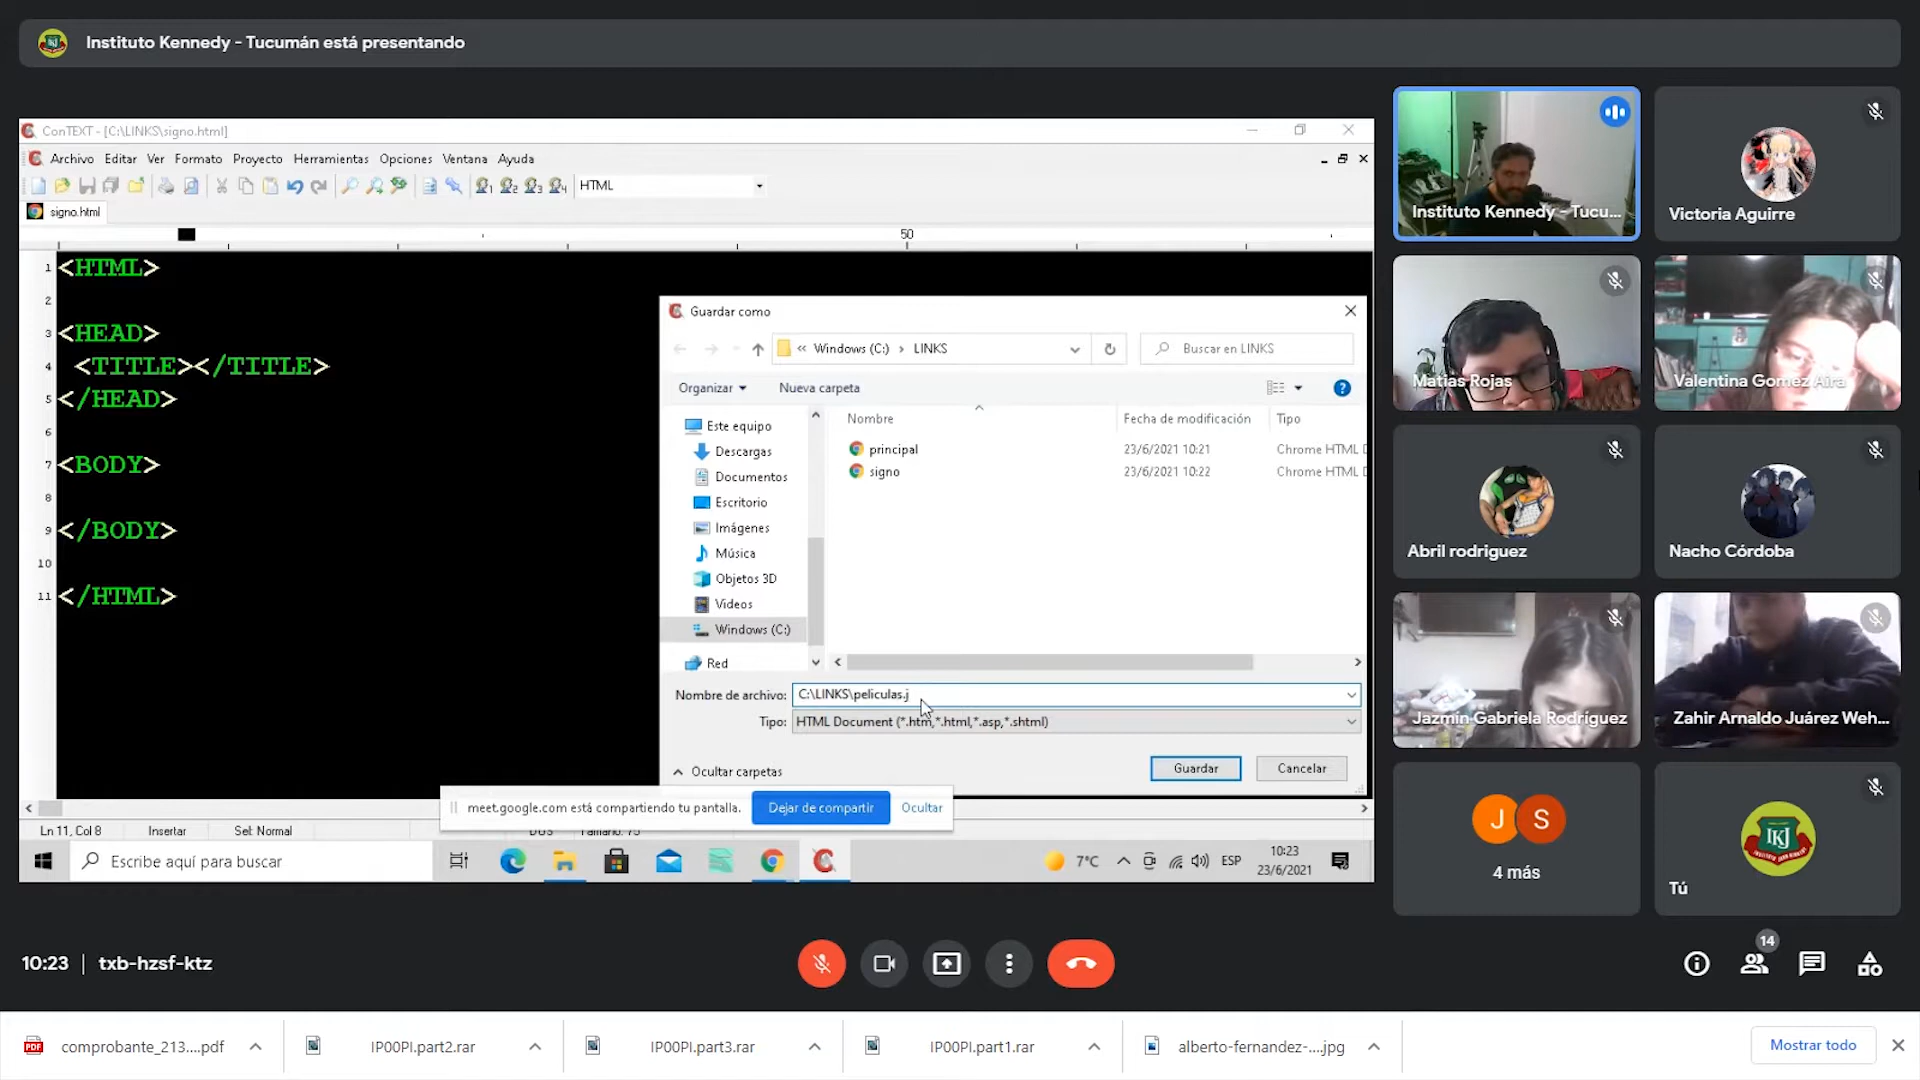 Instituto Kennedy - Tucumán está presentando
ConTEXT - [C:\LINKS\signo.html]
Archivo Editar Ver Formato Proyecto Herramientas Opciones Ventana Ayuda
HTML
signo.html
50
1 <HTML>
2
3 <HEAD>
4 <TITLE></TITLE>
5 </HEAD>
6
7 <BODY>
8
9 </BODY>
10
11 </HTML>
Guardar como
« Windows (C:) › LINKS
Buscar en LINKS
Organizar
Nueva carpeta
Nombre Fecha de modificación Tipo
principal 23/6/2021 10:21 Chrome HTML D
signo 23/6/2021 10:22 Chrome HTML D
Este equipo
Descargas
Documentos
Escritorio
Imágenes
Música
Objetos 3D
Videos
Windows (C:)
Red
Nombre de archivo: C:\LINKS\peliculas.j
Tipo: HTML Document (*.htm,*.html,*.asp,*.shtml)
Ocultar carpetas
Guardar
Cancelar
meet.google.com está compartiendo tu pantalla.
Dejar de compartir
Ocultar
Ln 11, Col 8 Insertar Sel: Normal DOS Tamaño: 75
Escribe aquí para buscar
7°C
ESP
10:23
23/6/2021
Instituto Kennedy - Tucu...
Victoria Aguirre
Matias Rojas
Valentina Gomez Aira
Abril rodriguez
Nacho Córdoba
Jazmin Gabriela Rodríguez
Zahir Arnaldo Juárez Weh...
J S
4 más
IKJ
Tú
10:23 | txb-hzsf-ktz
14
comprobante_213....pdf
IP00PI.part2.rar
IP00PI.part3.rar
IP00PI.part1.rar
alberto-fernandez-....jpg
Mostrar todo